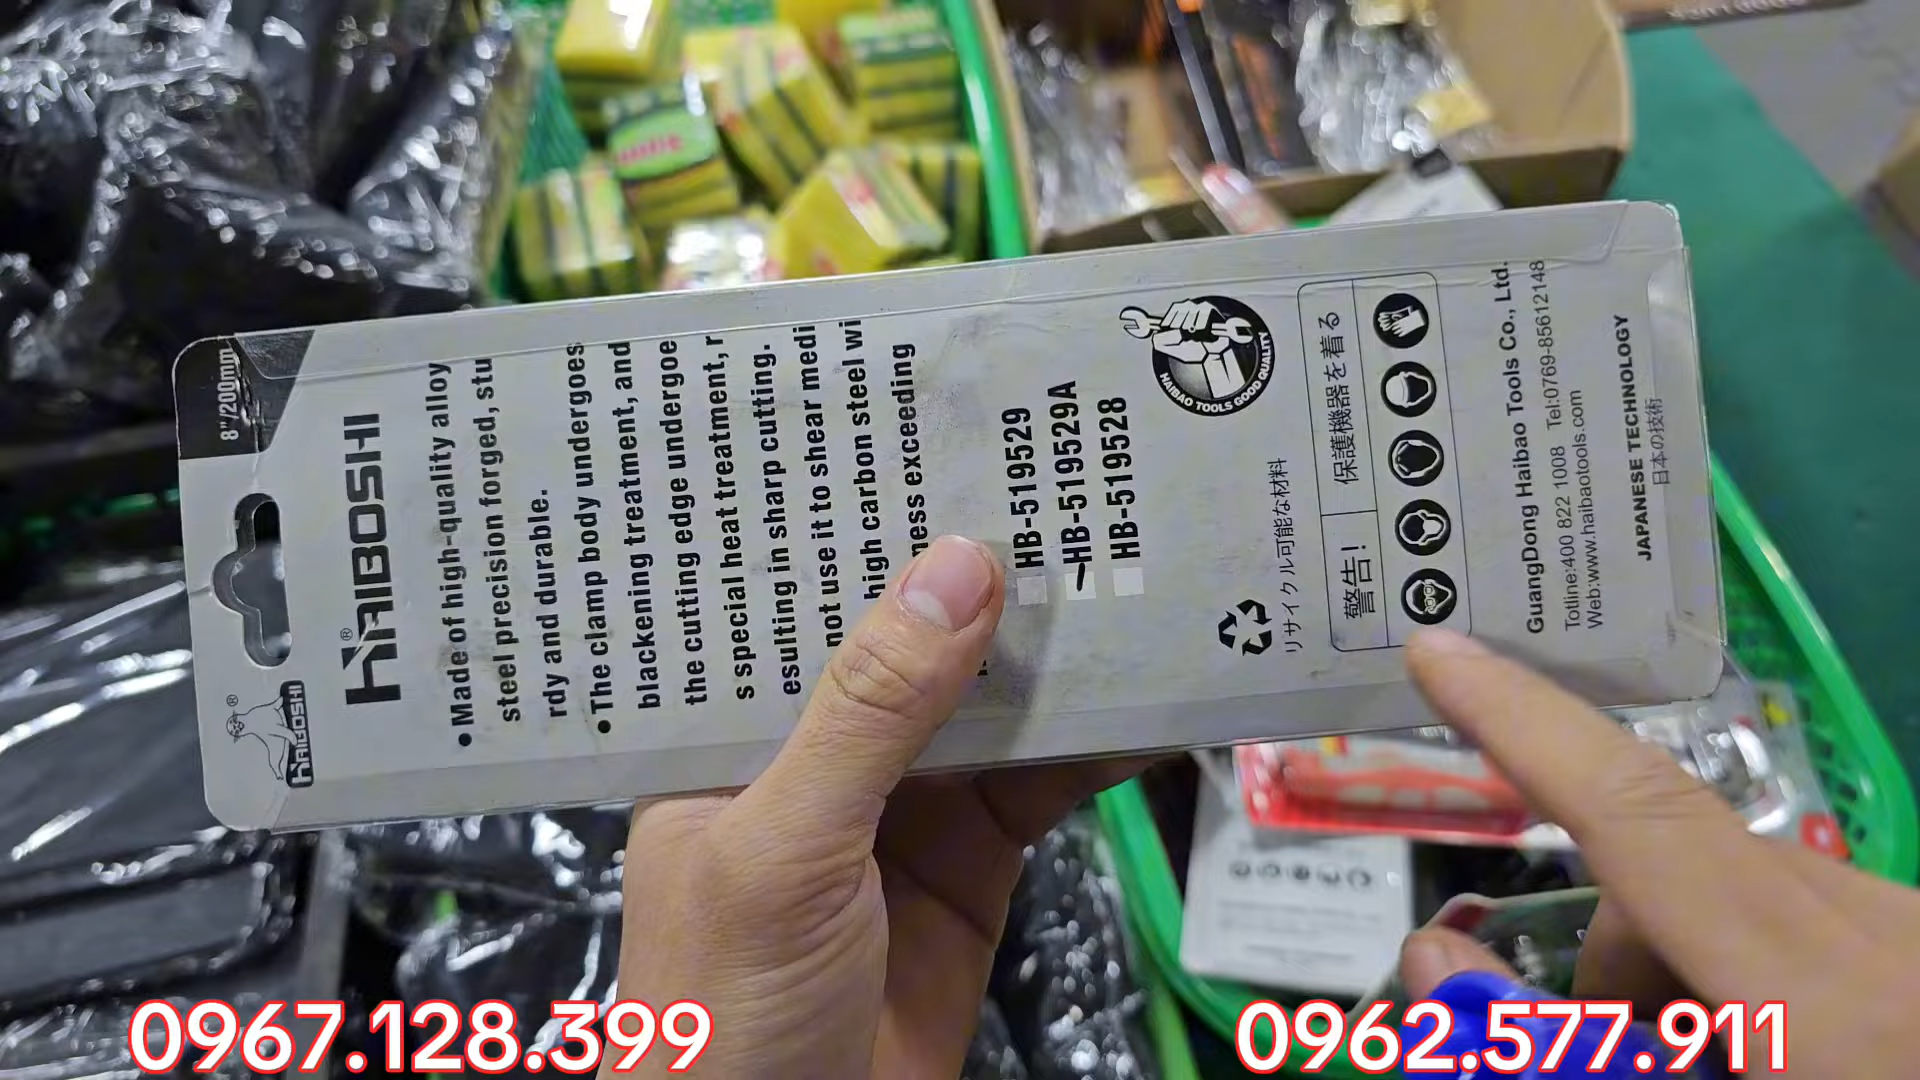 8"/200mm
HAIBOSHI
®
HAIBOSHI
®
• Made of high-quality alloy
steel precision forged, stu
rdy and durable.
• The clamp body undergoes
blackening treatment, and
the cutting edge undergoe
s special heat treatment, r
esulting in sharp cutting.
not use it to shear medi
high carbon steel wi
ness exceeding
HB-519529
HB-519529A
HB-519528
HAIBAO TOOLS GOOD QUALITY
リサイクル可能な材料
警告! 保護機器を着る
GuangDong Haibao Tools Co., Ltd.
Totline:400 822 1008 Tel:0769-85612148
Web:www.haibaotools.com
JAPANESE TECHNOLOGY
日本の技術
0967.128.399
0962.577.911